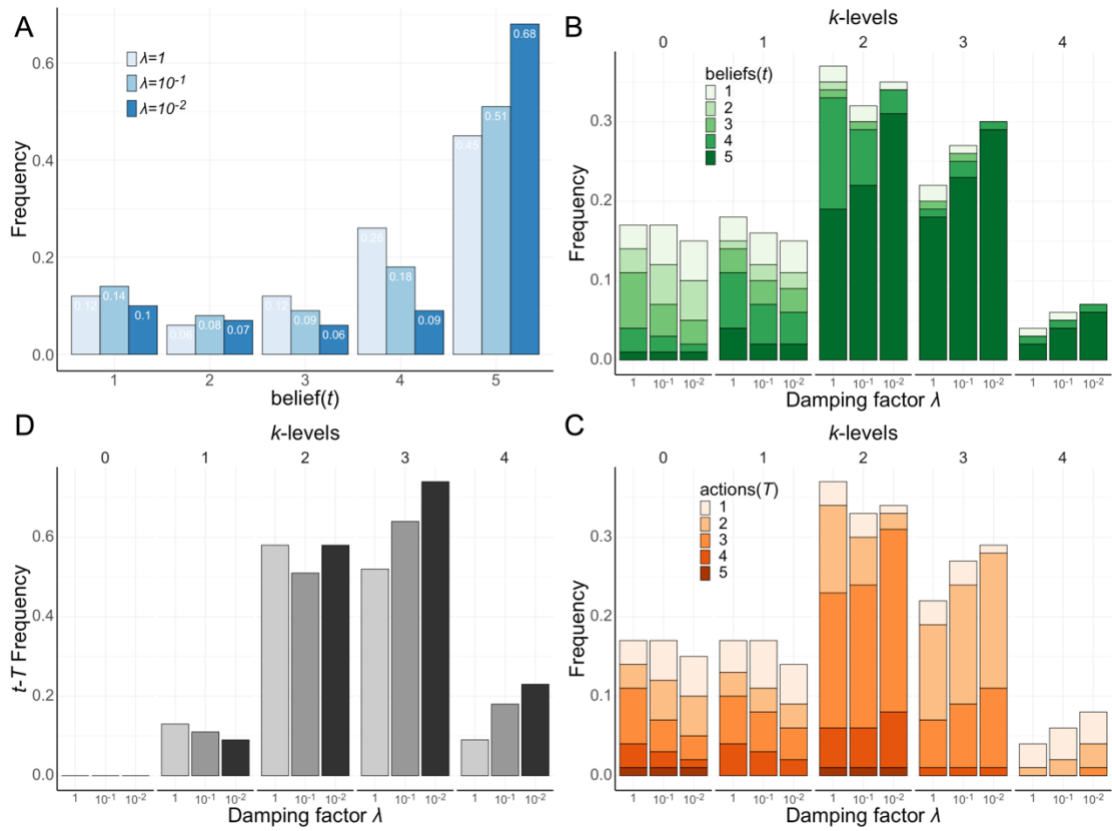 A
λ=1
λ=10-1
λ=10-2
0.6
0.4
0.2
0.0
Frequency
0.12
0.14
0.1
0.06
0.08
0.07
0.12
0.09
0.06
0.26
0.18
0.09
0.45
0.51
0.68
1
2
3
4
5
belief(t)
B
k-levels
0
1
2
3
4
beliefs(t)
1
2
3
4
5
0.3
0.2
0.1
0.0
Frequency
1 10-1 10-2
1 10-1 10-2
1 10-1 10-2
1 10-1 10-2
1 10-1 10-2
Damping factor λ
D
k-levels
0
1
2
3
4
0.6
0.4
0.2
0.0
t-T Frequency
1 10-1 10-2
1 10-1 10-2
1 10-1 10-2
1 10-1 10-2
1 10-1 10-2
Damping factor λ
C
k-levels
0
1
2
3
4
actions(T)
1
2
3
4
5
0.3
0.2
0.1
0.0
Frequency
1 10-1 10-2
1 10-1 10-2
1 10-1 10-2
1 10-1 10-2
1 10-1 10-2
Damping factor λ